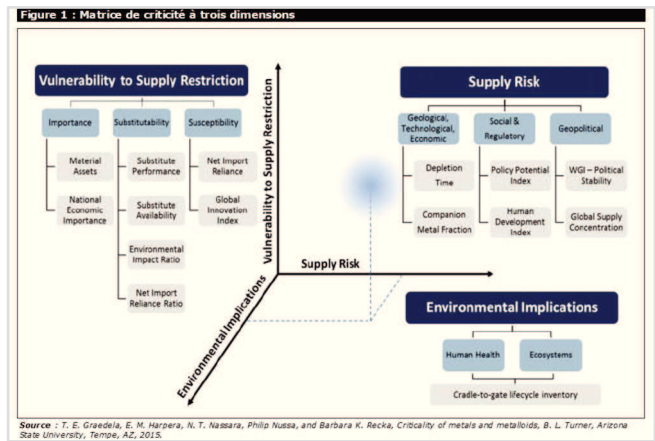 Figure 1 : Matrice de criticité à trois dimensions
Vulnerability to Supply Restriction
Importance
Substitutability
Susceptibility
Material
Assets
National
Economic
Importance
Substitute
Performance
Substitute
Availability
Environmental
Impact Ratio
Net Import
Reliance Ratio
Net Import
Reliance
Global
Innovation
Index
Vulnerability to Supply Restriction
Supply Risk
Environmental Implications
Supply Risk
Geological,
Technological,
Economic
Social &
Regulatory
Geopolitical
Depletion
Time
Companion
Metal Fraction
Policy Potential
Index
Human
Development
Index
WGI – Political
Stability
Global Supply
Concentration
Environmental Implications
Human Health
Ecosystems
Cradle-to-gate lifecycle inventory
Source : T. E. Graedela, E. M. Harpera, N. T. Nassara, Philip Nussa, and Barbara K. Recka, Criticality of metals and metalloids, B. L. Turner, Arizona
State University, Tempe, AZ, 2015.